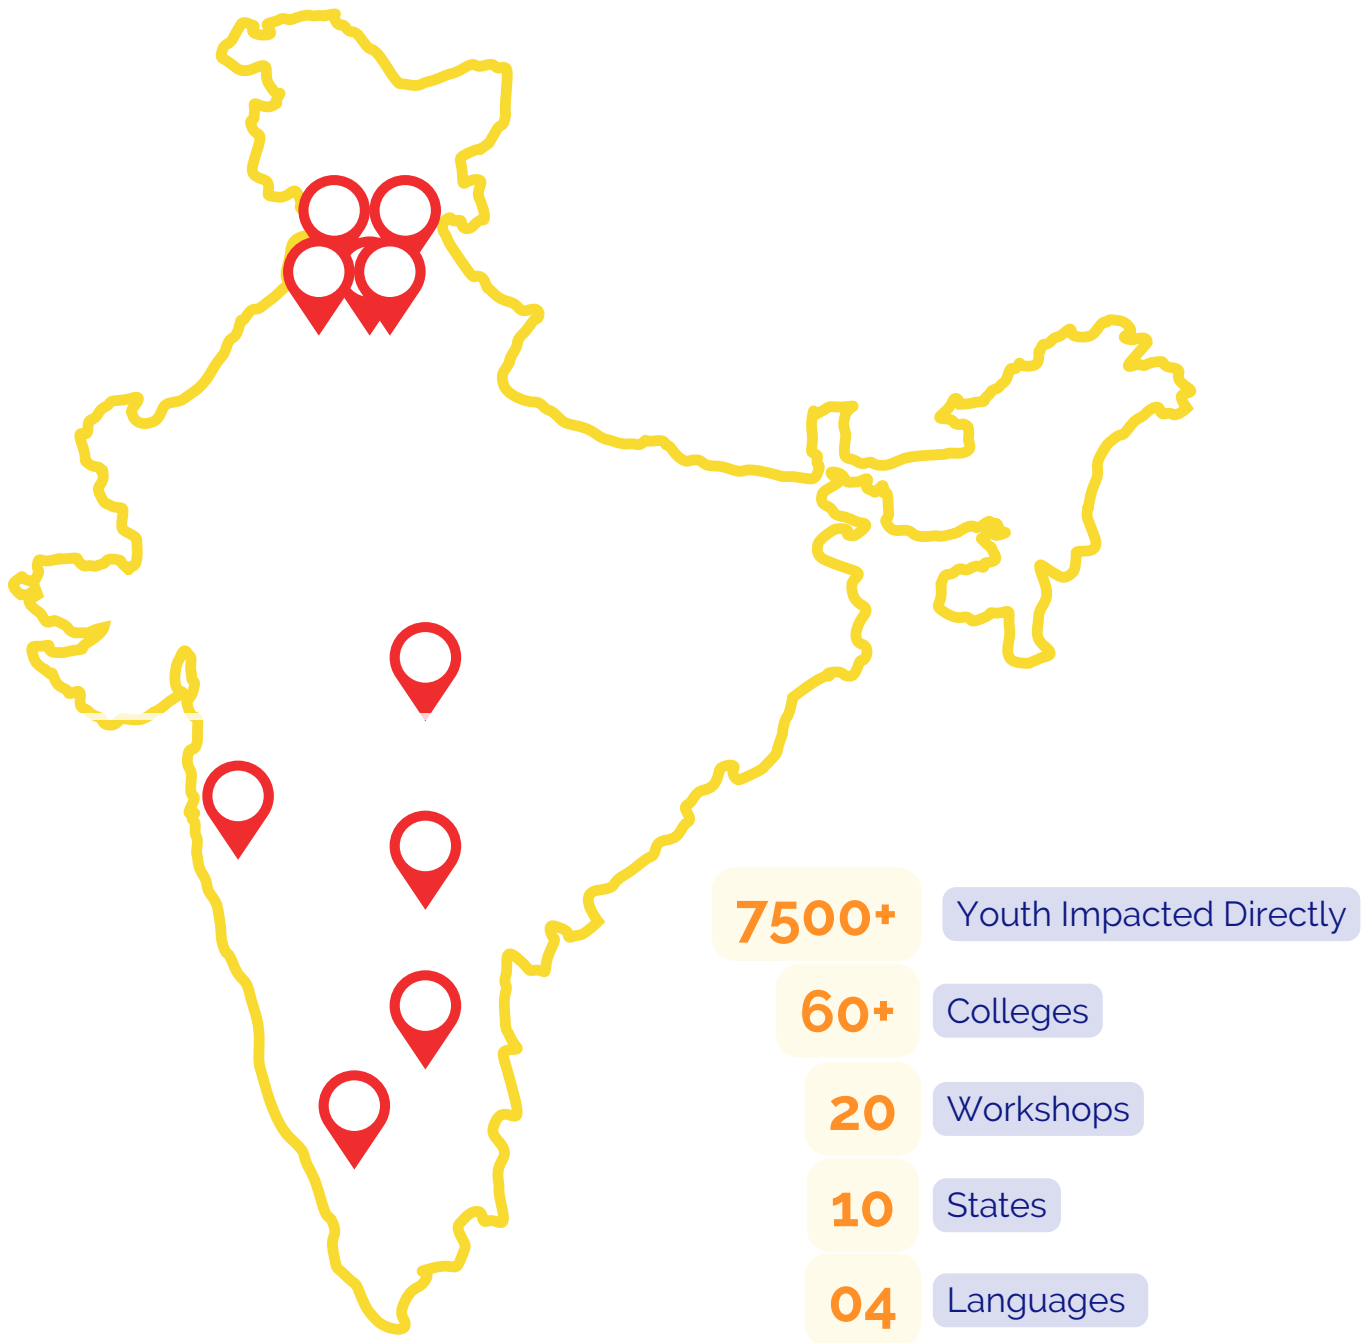 7500+ Youth Impacted Directly
60+ Colleges
20 Workshops
10 States
04 Languages